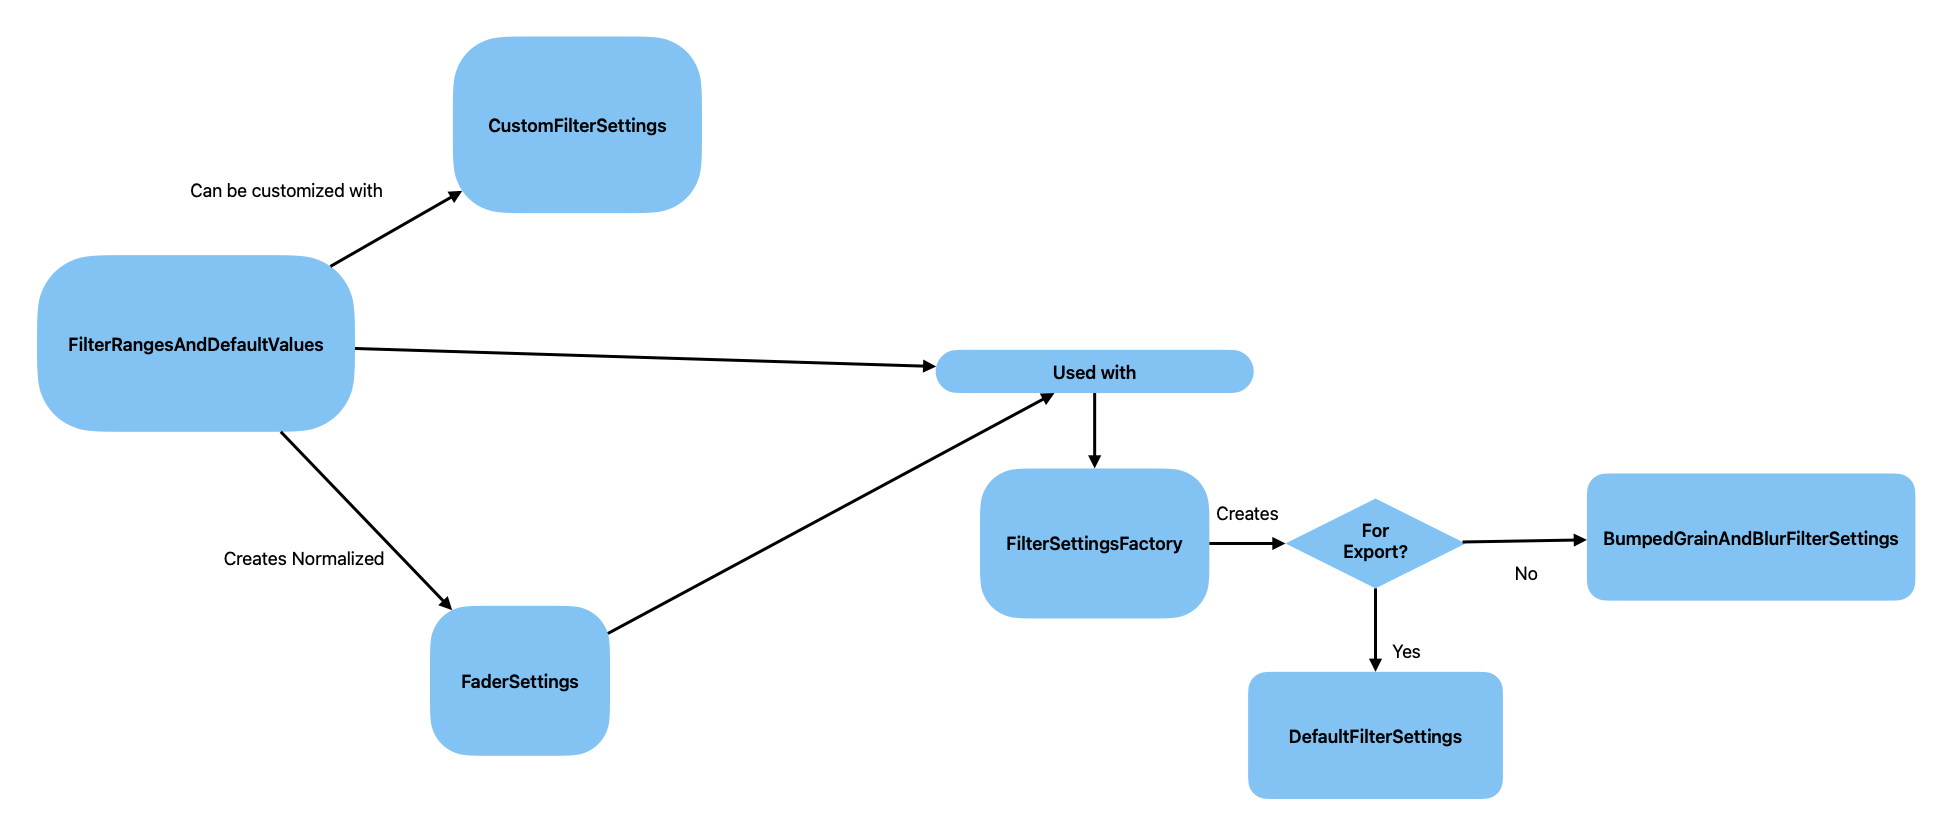 CustomFilterSettings
Can be customized with
FilterRangesAndDefaultValues
Used with
Creates
FilterSettingsFactory
For
Export?
BumpedGrainAndBlurFilterSettings
No
Creates Normalized
Yes
FaderSettings
DefaultFilterSettings